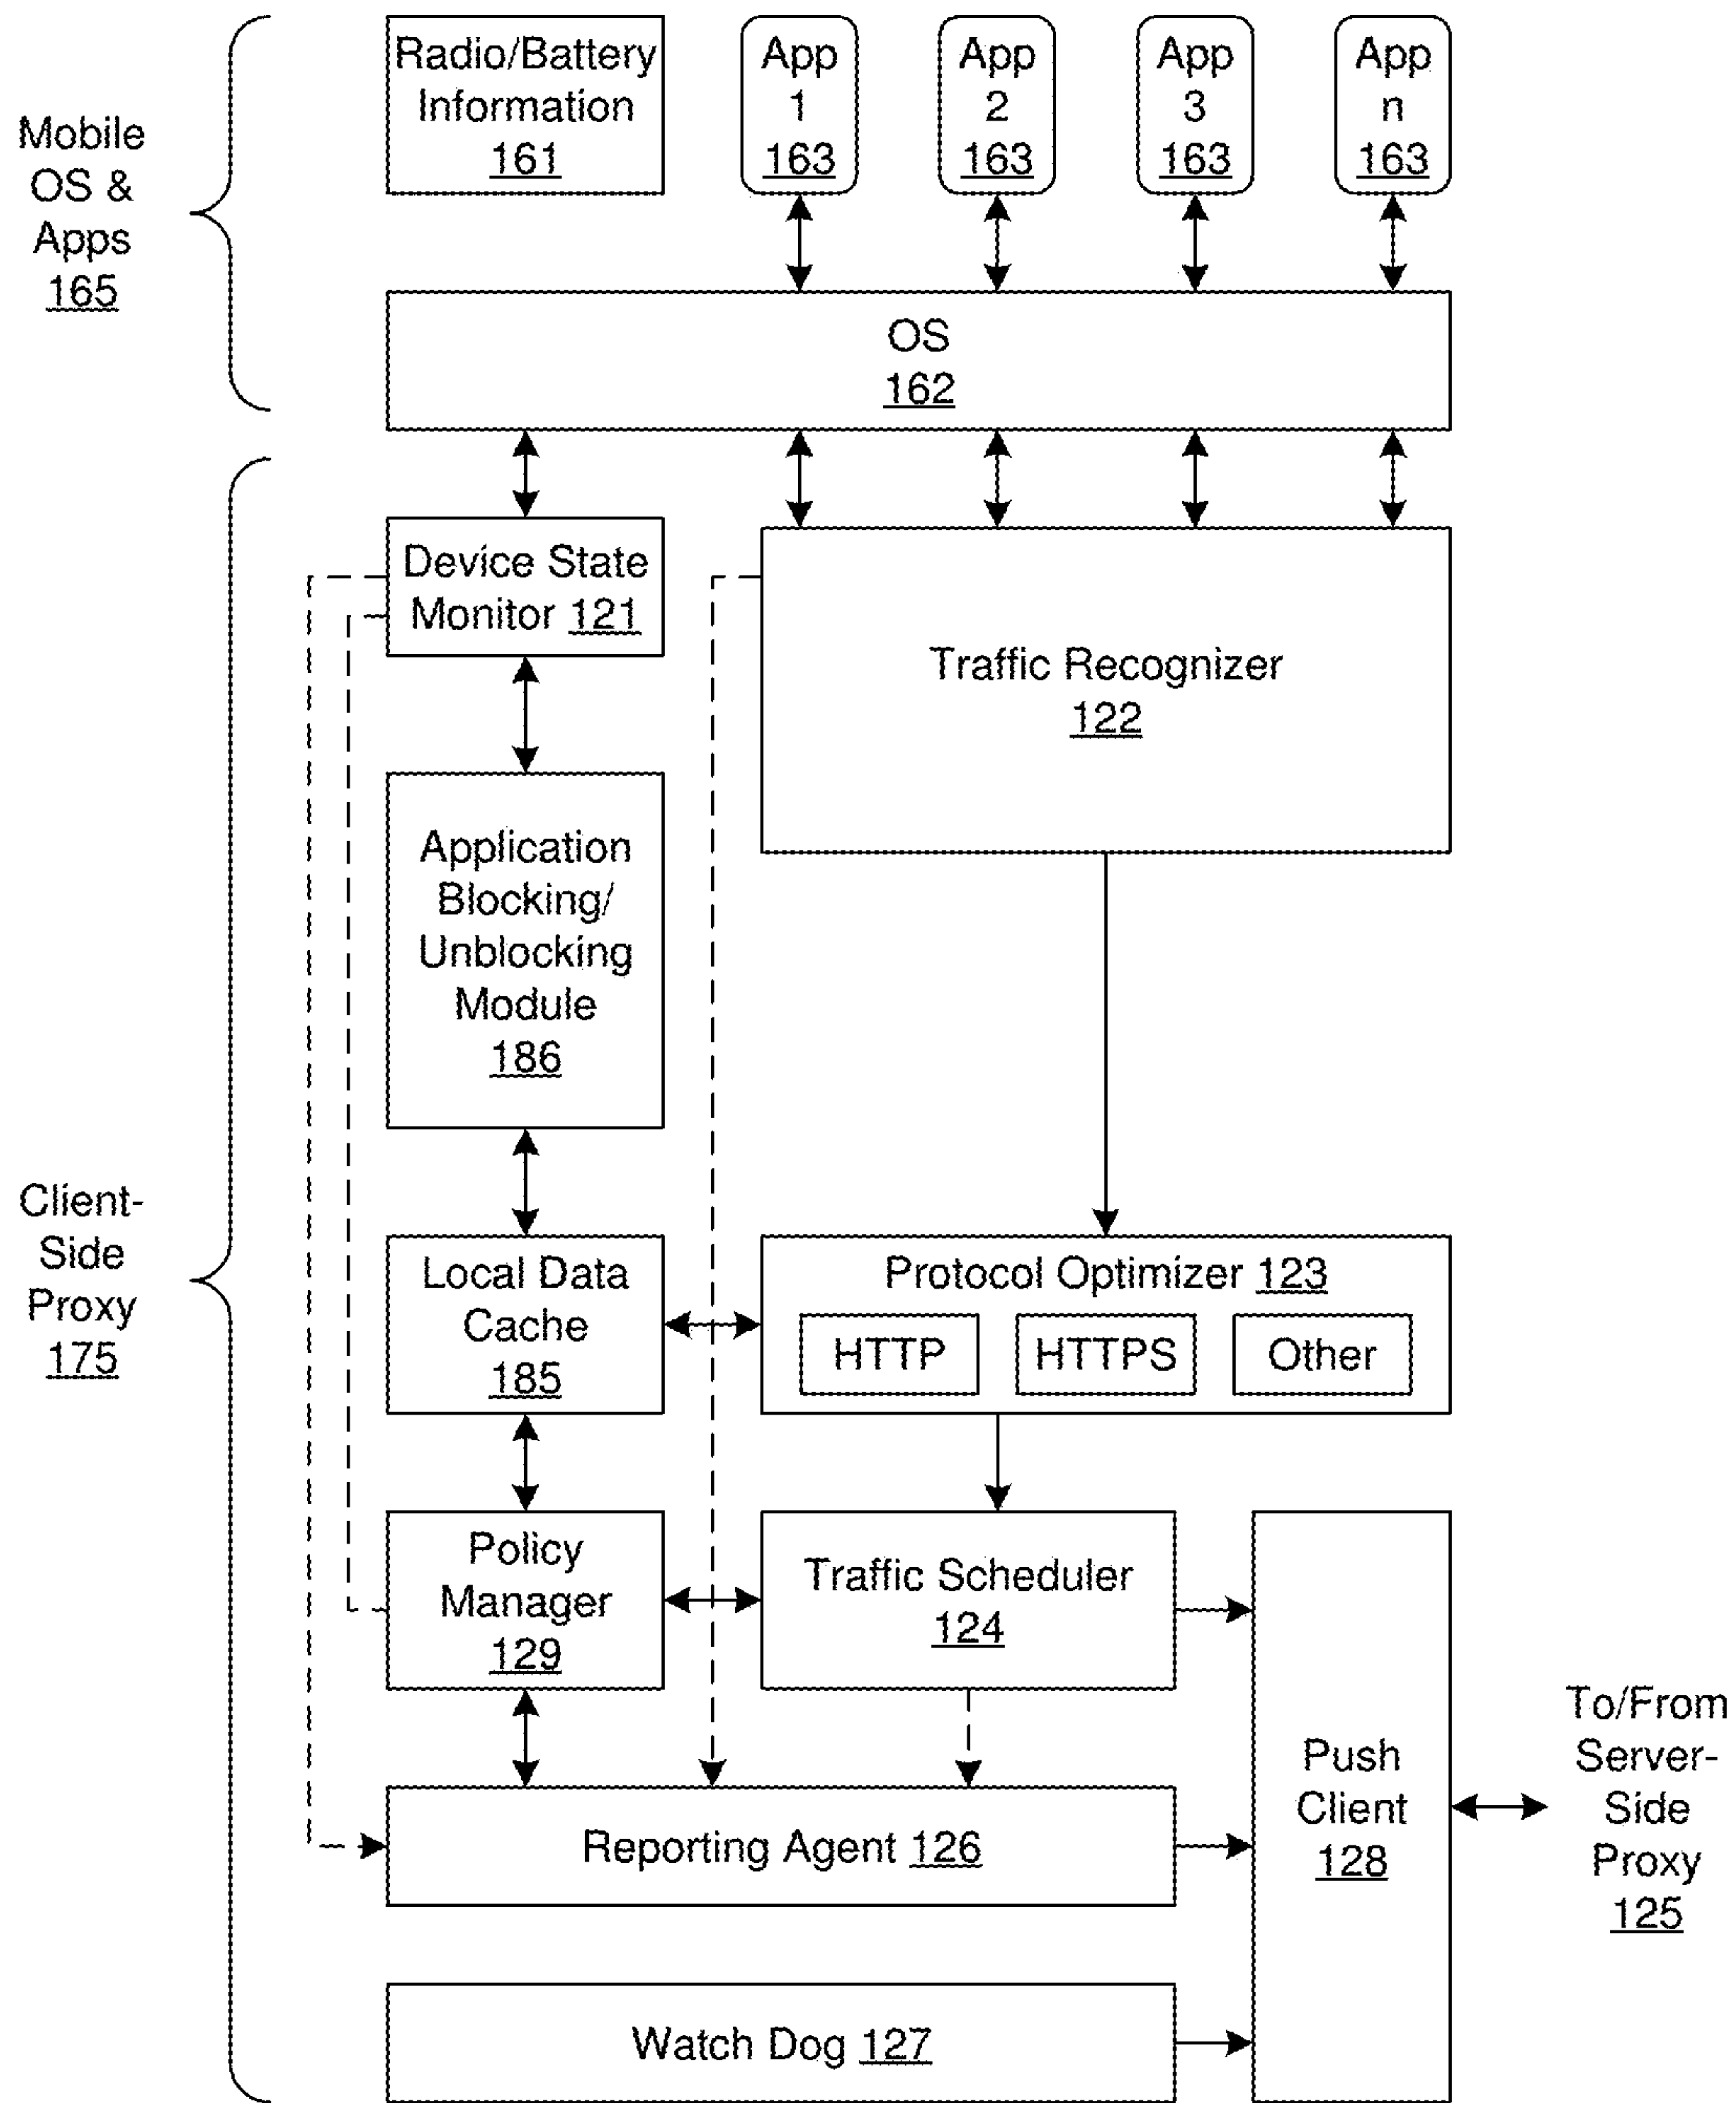 Mobile
OS &
Apps
165
Radio/Battery
Information
161
App
1
163
App
2
163
App
3
163
App
n
163
OS
162
Client-
Side
Proxy
175
Device State
Monitor 121
Traffic Recognizer
122
Application
Blocking/
Unblocking
Module
186
Local Data
Cache
185
Protocol Optimizer 123
HTTP
HTTPS
Other
Policy
Manager
129
Traffic Scheduler
124
Push
Client
128
To/From
Server-
Side
Proxy
125
Reporting Agent 126
Watch Dog 127